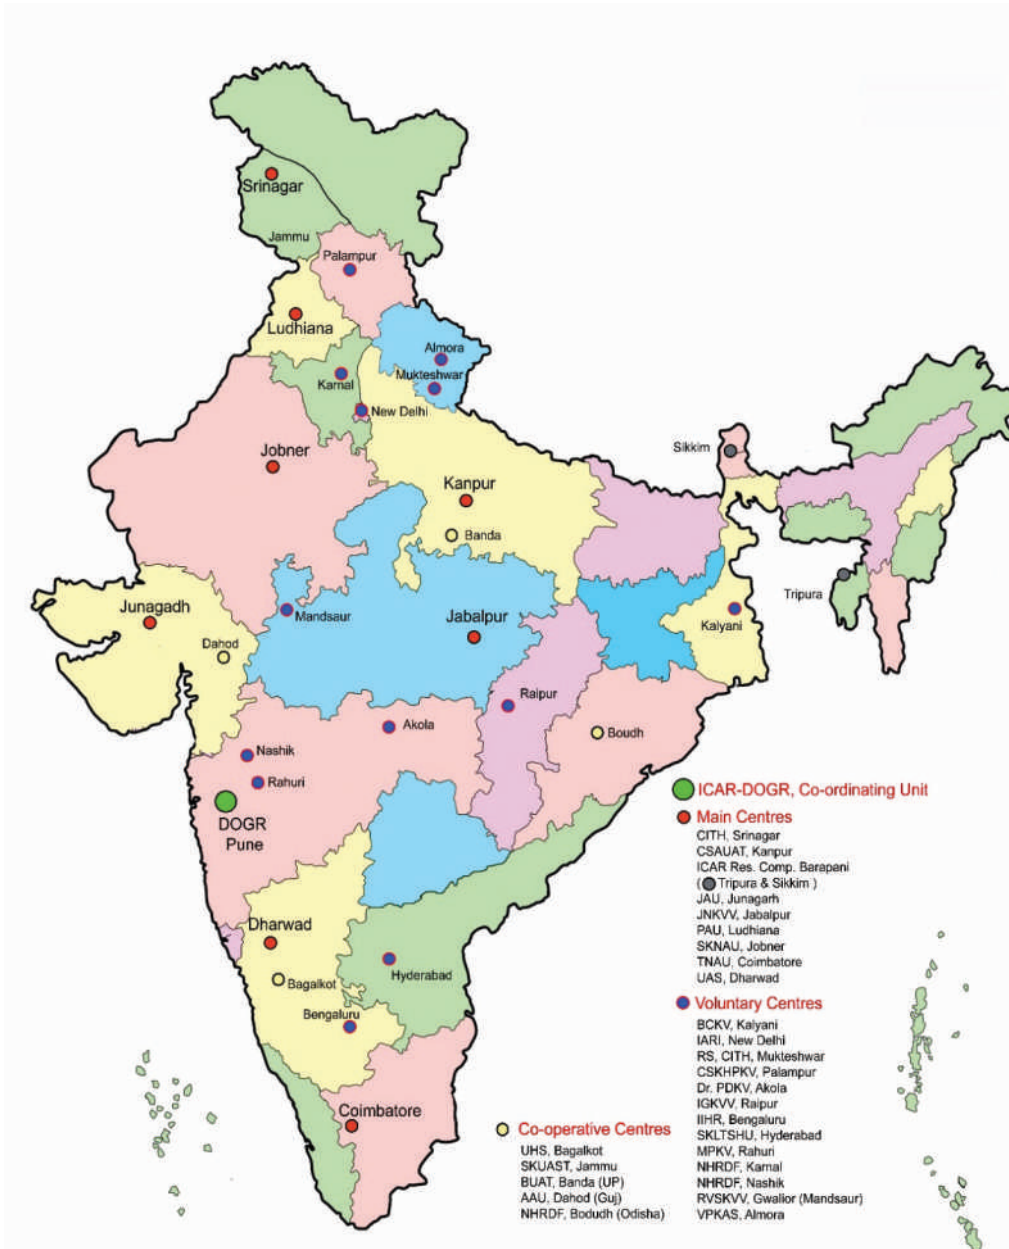 Srinagar
Jammu
Palampur
Ludhiana
Almora
Mukteshwar
Karnal
New Delhi
Jobner
Sikkim
Kanpur
Banda
Tripura
Junagadh
Mandsaur
Jabalpur
Kalyani
Dahod
Raipur
Akola
Boudh
Nashik
Rahuri
DOGR
Pune
Dharwad
Hyderabad
Bagalkot
Bengaluru
Coimbatore
ICAR-DOGR, Co-ordinating Unit
Main Centres
CITH, Srinagar
CSAUAT, Kanpur
ICAR Res. Comp. Barapani
( Tripura & Sikkim )
JAU, Junagarh
JNKVV, Jabalpur
PAU, Ludhiana
SKNAU, Jobner
TNAU, Coimbatore
UAS, Dharwad
Voluntary Centres
BCKV, Kalyani
IARI, New Delhi
RS, CITH, Mukteshwar
CSKHPKV, Palampur
Dr. PDKV, Akola
IGKVV, Raipur
IIHR, Bengaluru
SKLTSHU, Hyderabad
MPKV, Rahuri
NHRDF, Karnal
NHRDF, Nashik
RVSKVV, Gwalior (Mandsaur)
VPKAS, Almora
Co-operative Centres
UHS, Bagalkot
SKUAST, Jammu
BUAT, Banda (UP)
AAU, Dahod (Guj)
NHRDF, Bodudh (Odisha)